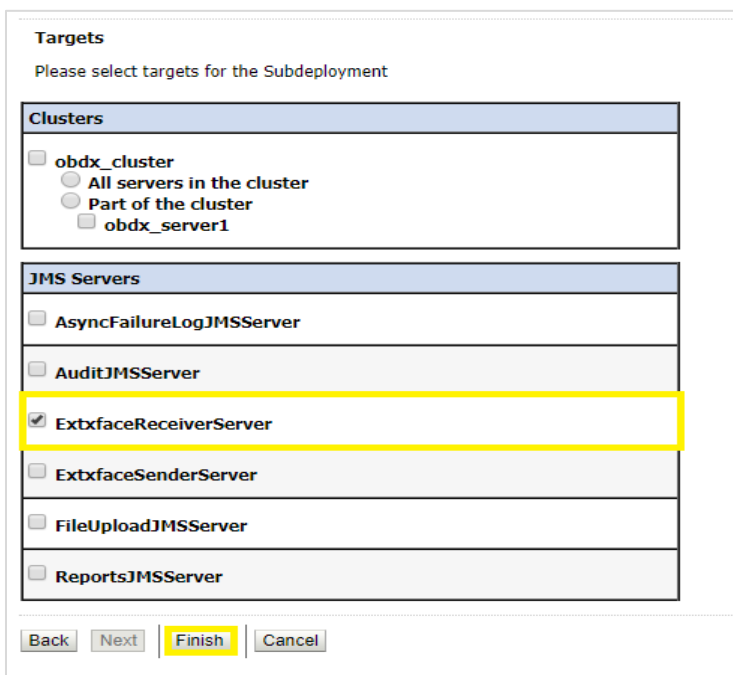 Targets
Please select targets for the Subdeployment
Clusters
obdx_cluster
All servers in the cluster
Part of the cluster
obdx_server1
JMS Servers
AsyncFailureLogJMSServer
AuditJMSServer
ExtxfaceReceiverServer
ExtxfaceSenderServer
FileUploadJMSServer
ReportsJMSServer
Back Next Finish Cancel